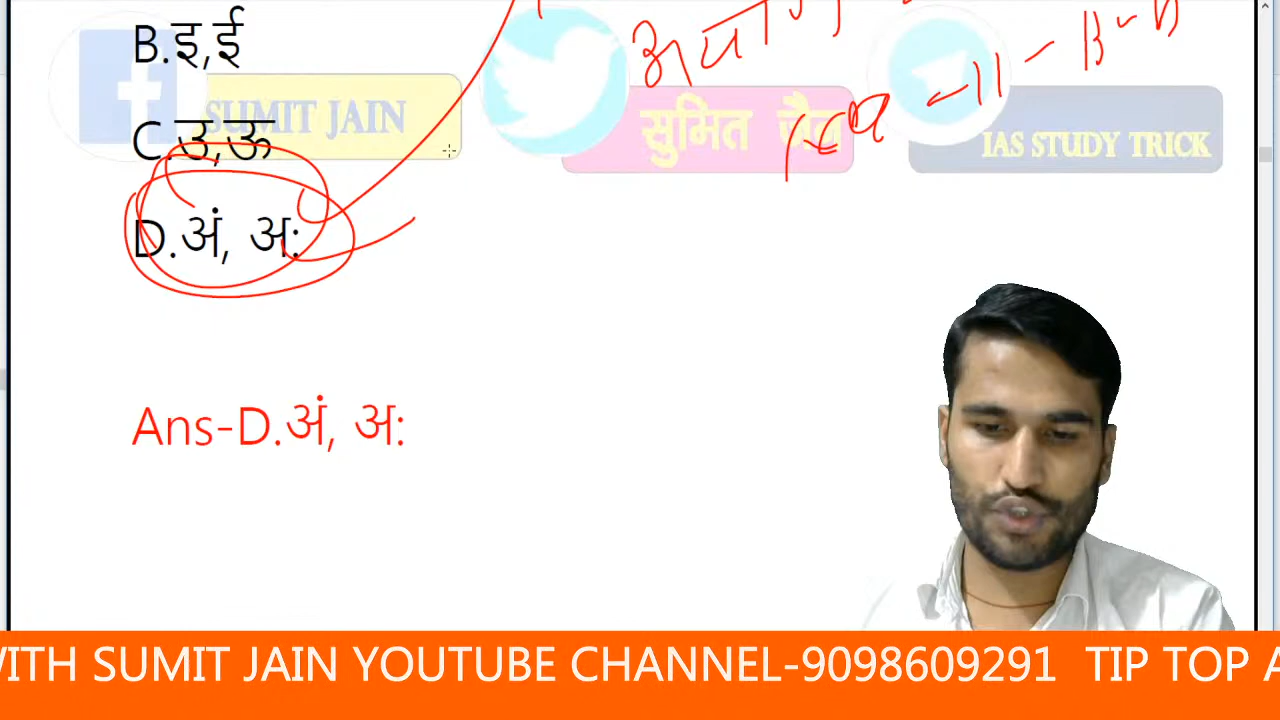 B.इ,ई
SUMIT JAIN
सुमित जैन
IAS STUDY TRICK
C.उ,ऊ
D.अं, अः
Ans-D.अं, अः
WITH SUMIT JAIN YOUTUBE CHANNEL-9098609291 TIP TOP A